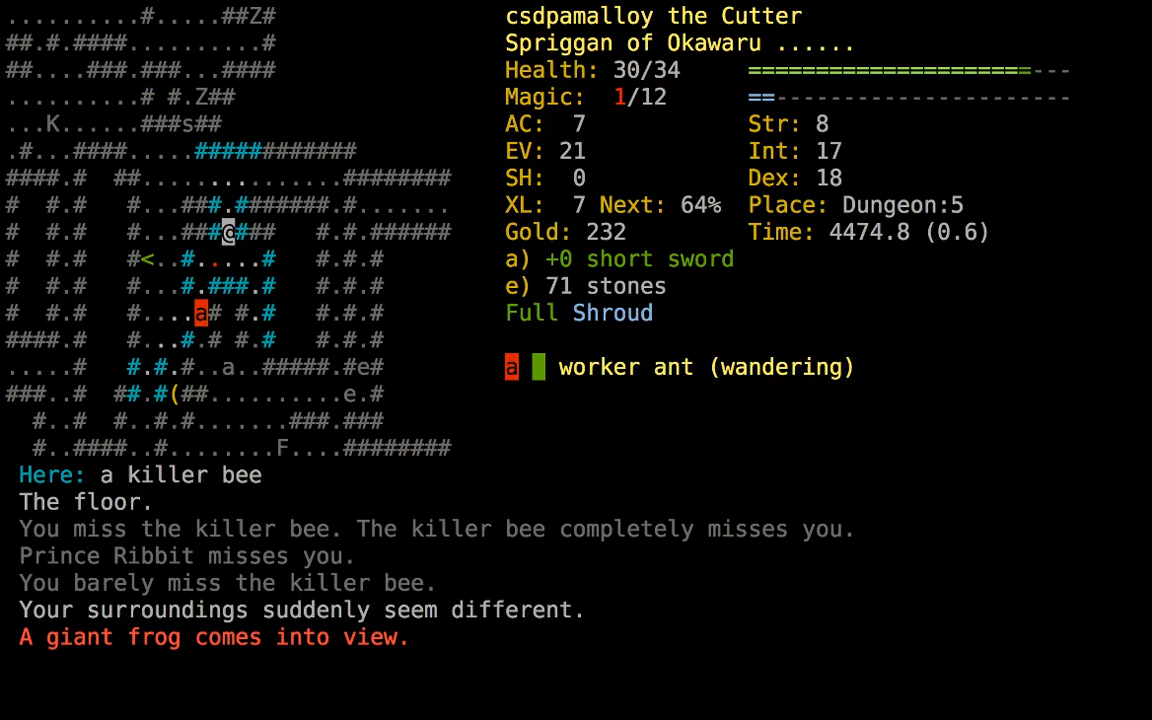 ..........#.....##Z#
##.#.####..........#
##....###.###...####
..........# #.Z##
...K......###s##
.#...####.....############
####.#  ##...............########
#  #.#   #...###.#######.#.......
#  #.#   #...###@###   #.#.######
#  #.#   #<..#.....#   #.#.#
#  #.#   #...#.###.#   #.#.#
#  #.#   #....a# #.#   #.#.#
####.#   #...#.# #.#   #.#.#
.....#   #.#.#..a..#####.#e#
###..#  ##.#(##..........e.#
#..#  #..#.#.......###.###
#..####..#........F....########
csdpamalloy the Cutter
Spriggan of Okawaru ......
Health: 30/34 =====================---
Magic: 1/12 ==----------------------
AC: 7 Str: 8
EV: 21 Int: 17
SH: 0 Dex: 18
XL: 7 Next: 64% Place: Dungeon:5
Gold: 232 Time: 4474.8 (0.6)
a) +0 short sword
e) 71 stones
Full Shroud
a worker ant (wandering)
Here: a killer bee
The floor.
You miss the killer bee. The killer bee completely misses you.
Prince Ribbit misses you.
You barely miss the killer bee.
Your surroundings suddenly seem different.
A giant frog comes into view.